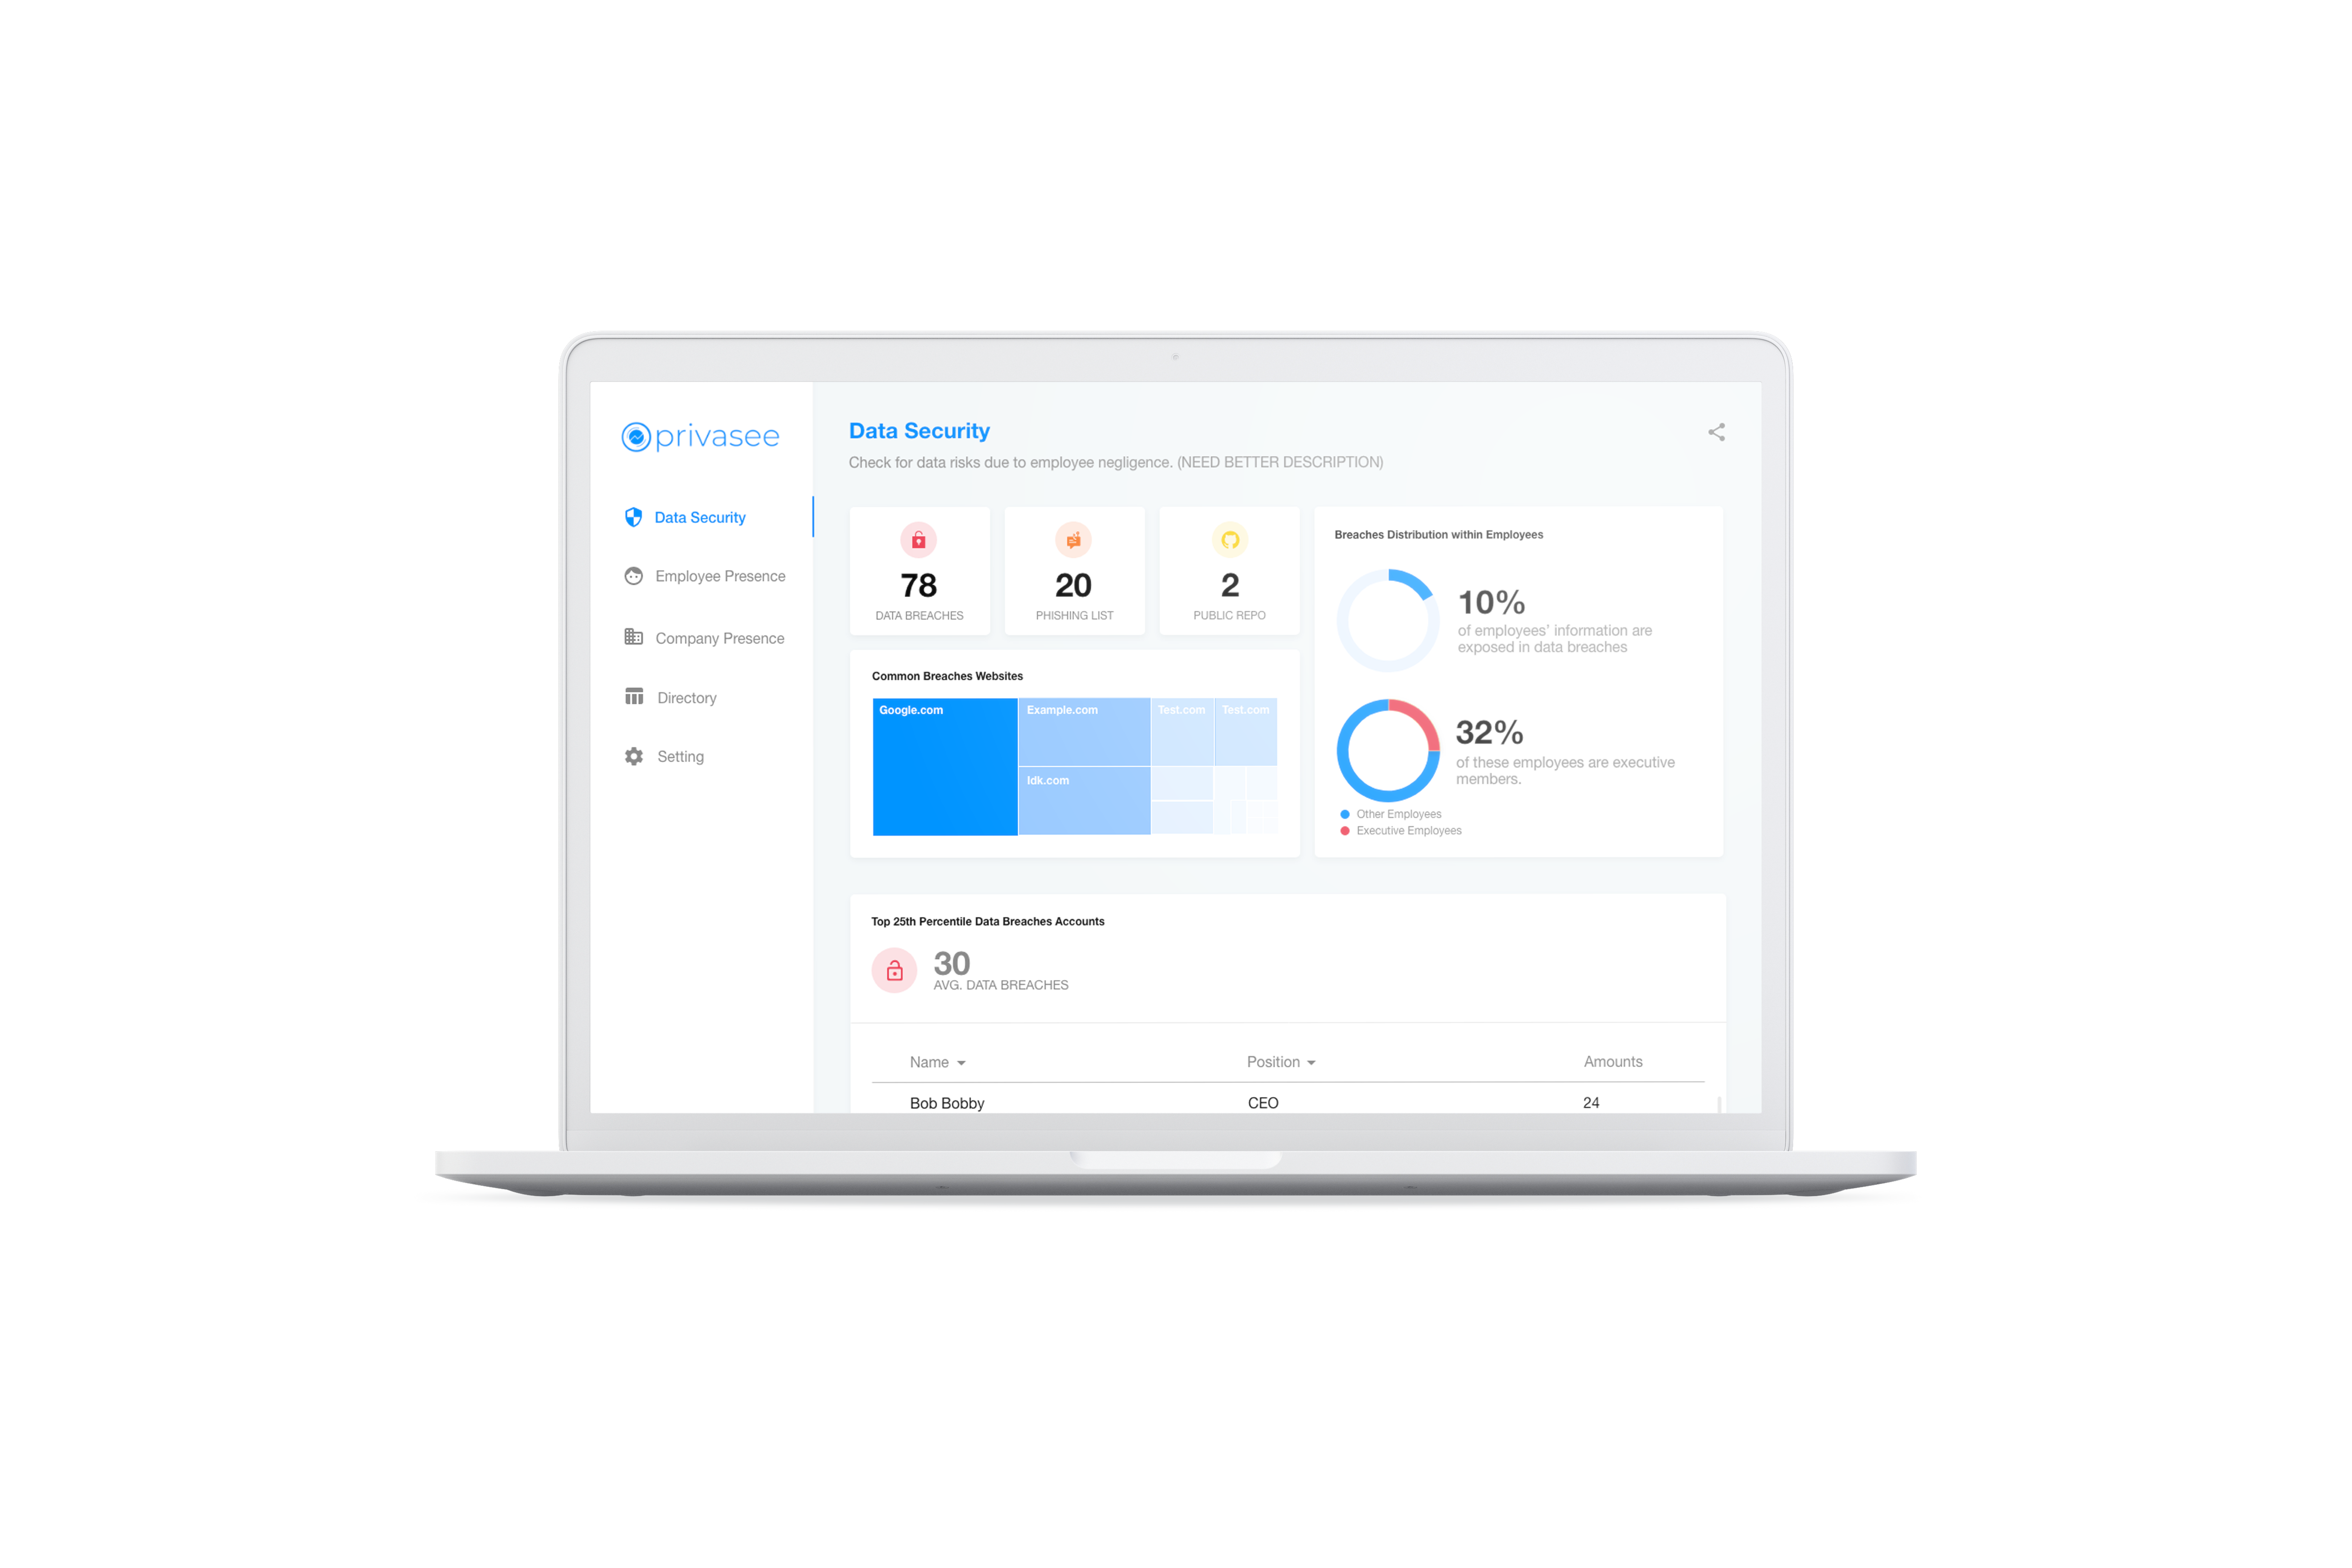 privasee
Data Security
Employee Presence
Company Presence
Directory
Setting
Data Security
Check for data risks due to employee negligence. (NEED BETTER DESCRIPTION)
78
DATA BREACHES
20
PHISHING LIST
2
PUBLIC REPO
Common Breaches Websites
Google.com
Example.com
Test.com
Test.com
Idk.com
Breaches Distribution within Employees
10%
of employees’ information are
exposed in data breaches
32%
of these employees are executive
members.
Other Employees
Executive Employees
Top 25th Percentile Data Breaches Accounts
30
AVG. DATA BREACHES
Name Position Amounts
Bob Bobby CEO 24